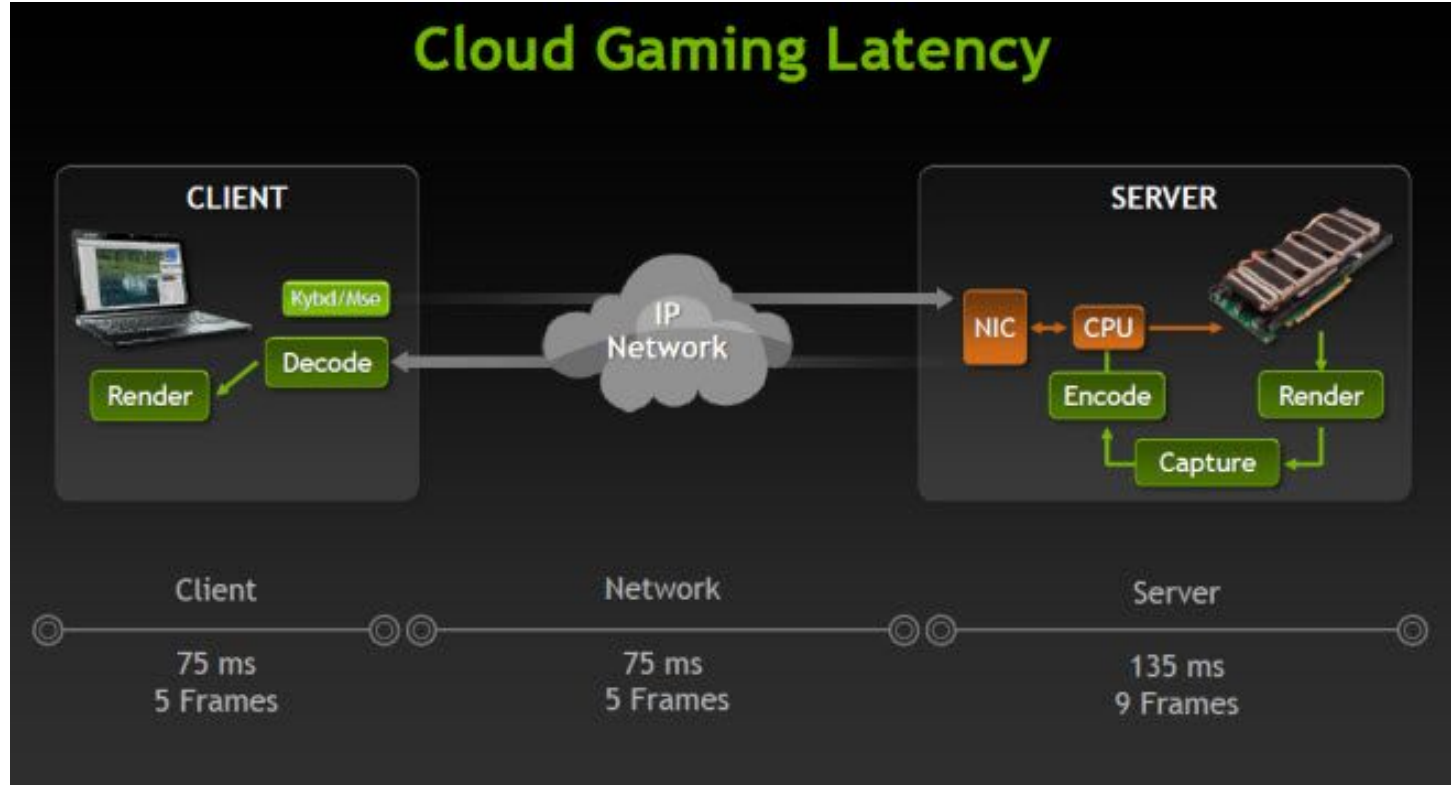 Cloud Gaming Latency
CLIENT
SERVER
Kybd/Mse
IP
Network
NIC
CPU
Decode
Render
Encode
Render
Capture
Client
Network
Server
75 ms
5 Frames
75 ms
5 Frames
135 ms
9 Frames